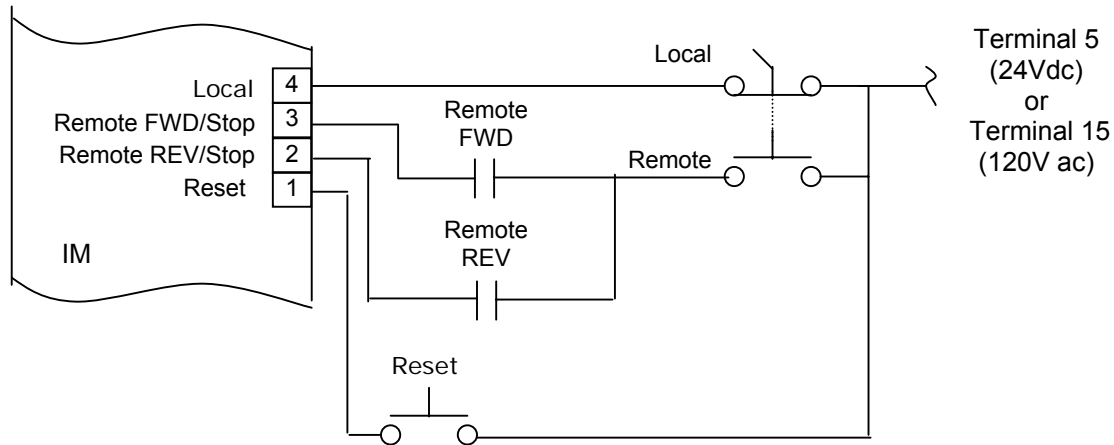 Local
Remote FWD/Stop
Remote REV/Stop
Reset
4
3
2
1
IM
Remote
FWD
Remote
REV
Reset
Local
Remote
Terminal 5
(24Vdc)
or
Terminal 15
(120V ac)